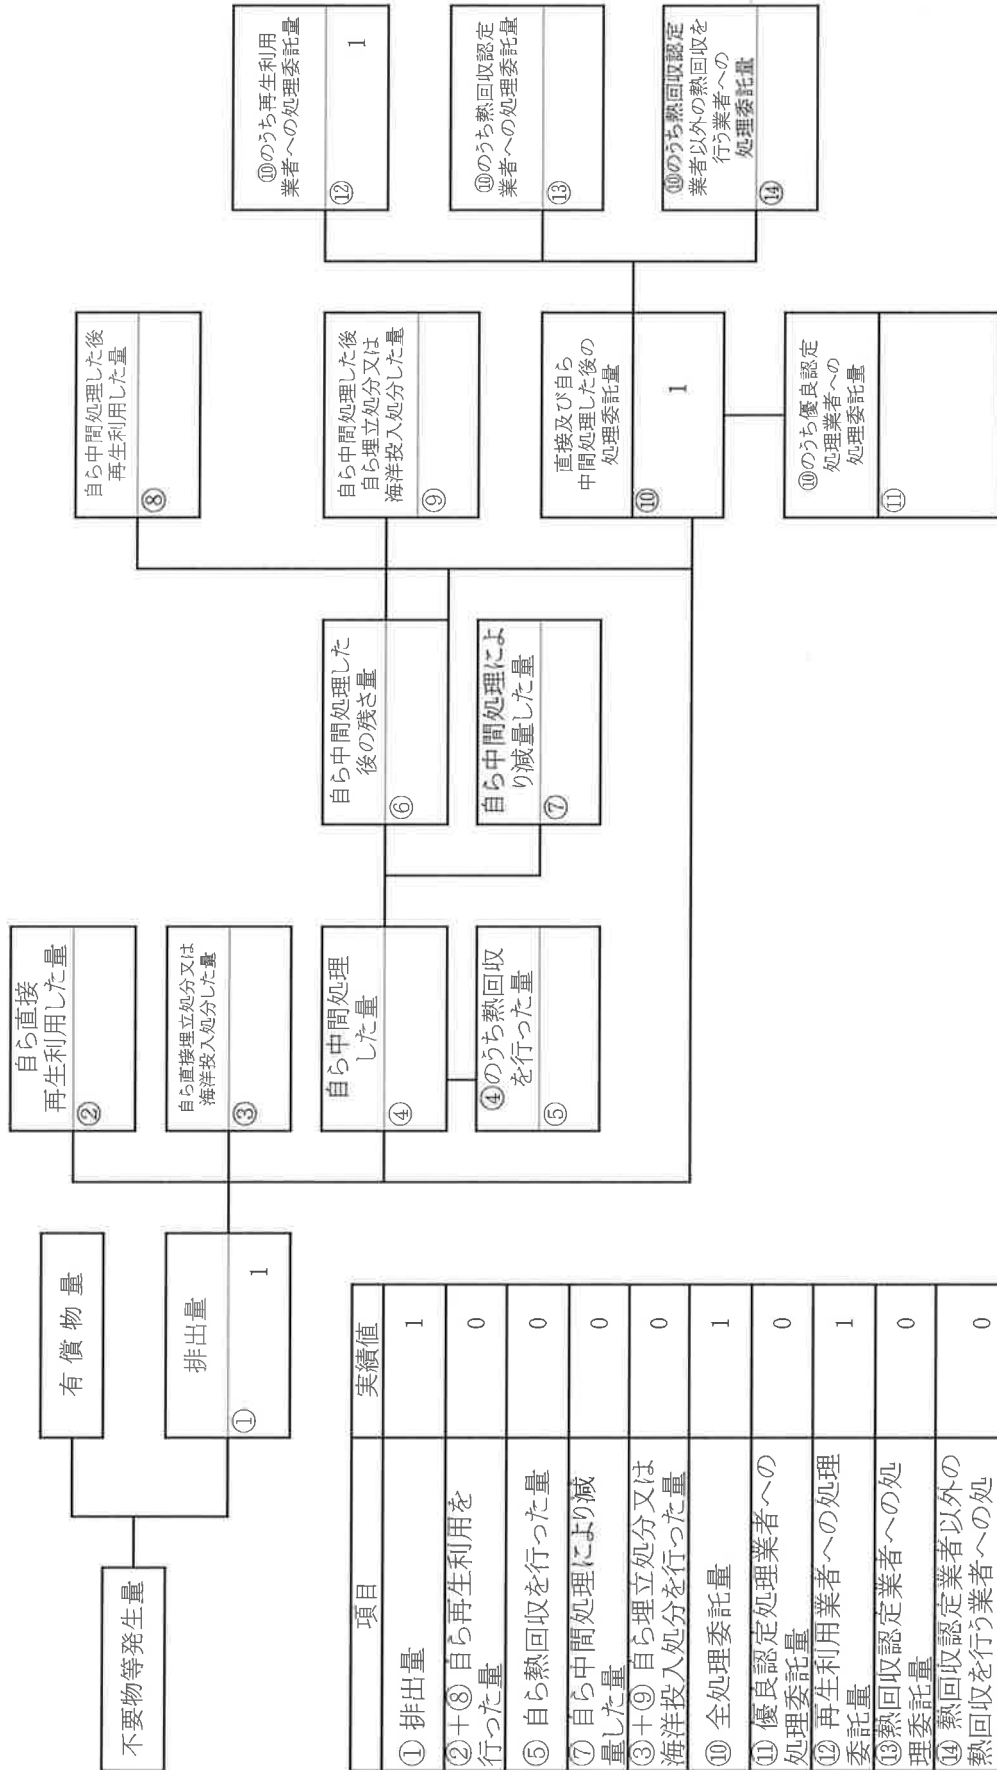 不要物等発生量
有償物量
排出量
①
1
自ら直接
再生利用した量
②
自ら直接埋立処分又は
海洋投入処分した量
③
自ら中間処理
した量
④
④のうち熱回収
を行った量
⑤
自ら中間処理した
後の残さ量
⑥
自ら中間処理によ
り減量した量
⑦
自ら中間処理した後
再生利用した量
⑧
自ら中間処理した後
自ら埋立処分又は
海洋投入処分した量
⑨
直接及び自ら
中間処理した後の
処理委託量
⑩
1
⑩のうち優良認定
処理業者への
処理委託量
⑪
⑩のうち再生利用
業者への処理委託量
⑫
1
⑩のうち熱回収認定
業者への処理委託量
⑬
⑩のうち熱回収認定
業者以外の熱回収を
行う業者への
処理委託量
⑭
項目 実績値
①排出量 1
②+⑧自ら再生利用を
行った量 0
⑤自ら熱回収を行った量 0
⑦自ら中間処理により減
量した量 0
③+⑨自ら埋立処分又は
海洋投入処分を行った量 0
⑩全処理委託量 1
⑪優良認定処理業者への
処理委託量 0
⑫再生利用業者への処理
委託量 1
⑬熱回収認定業者への処
理委託量 0
⑭熱回収認定業者以外の
熱回収を行う業者への処 0